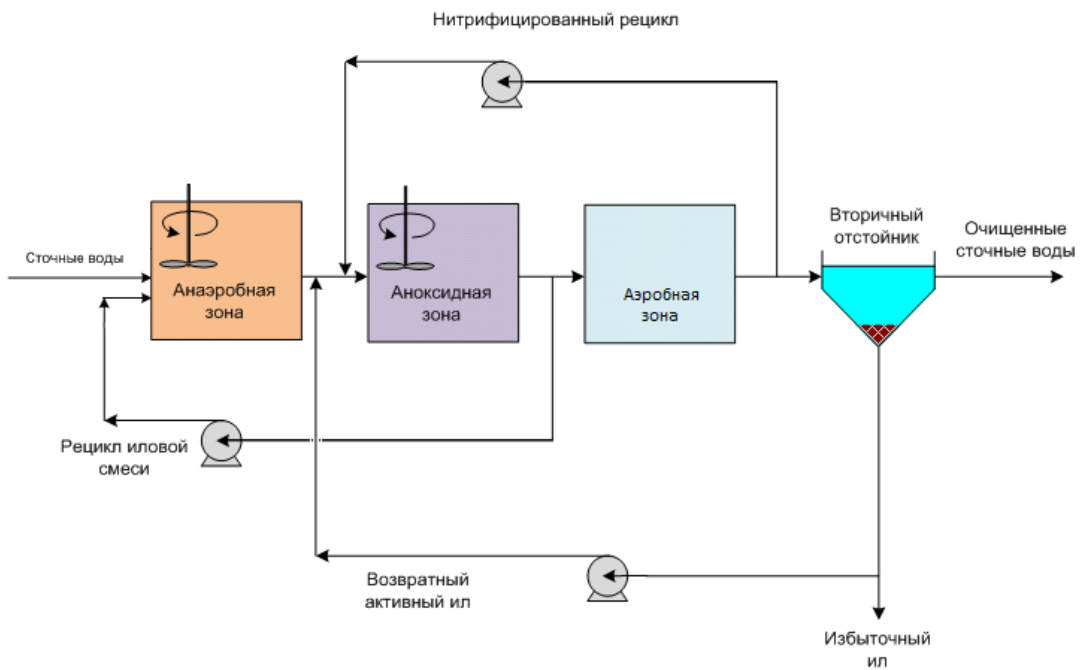 Нитрифицированный рецикл
Вторичный
отстойник
Очищенные
сточные воды
Сточные воды
Анаэробная
зона
Аноксидная
зона
Аэробная
зона
Рецикл иловой
смеси
Возвратный
активный ил
Избыточный
ил